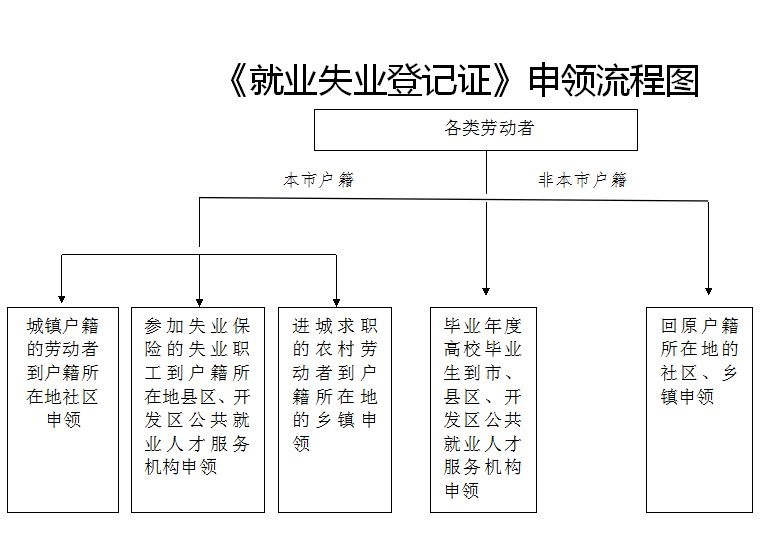 《就业失业登记证》申领流程图
各类劳动者
本市户籍
非本市户籍
城镇户籍
的劳动者
到户籍所
在地社区
申领
参加失业保
险的失业职
工到户籍所
在地县区、开
发区公共就
业人才服务
机构申领
进城求职
的农村劳
动者到户
籍所在地
的乡镇申
领
毕业年度
高校毕业
生到市、
县区、开
发区公共
就业人才
服务机构
申领
回原户籍
所在地的
社区、乡
镇申领